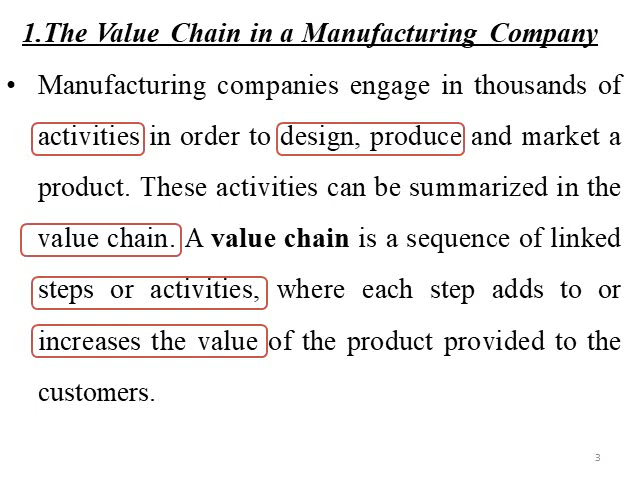 1.The Value Chain in a Manufacturing Company
• Manufacturing companies engage in thousands of
activities in order to design, produce and market a
product. These activities can be summarized in the
value chain. A value chain is a sequence of linked
steps or activities, where each step adds to or
increases the value of the product provided to the
customers.
3